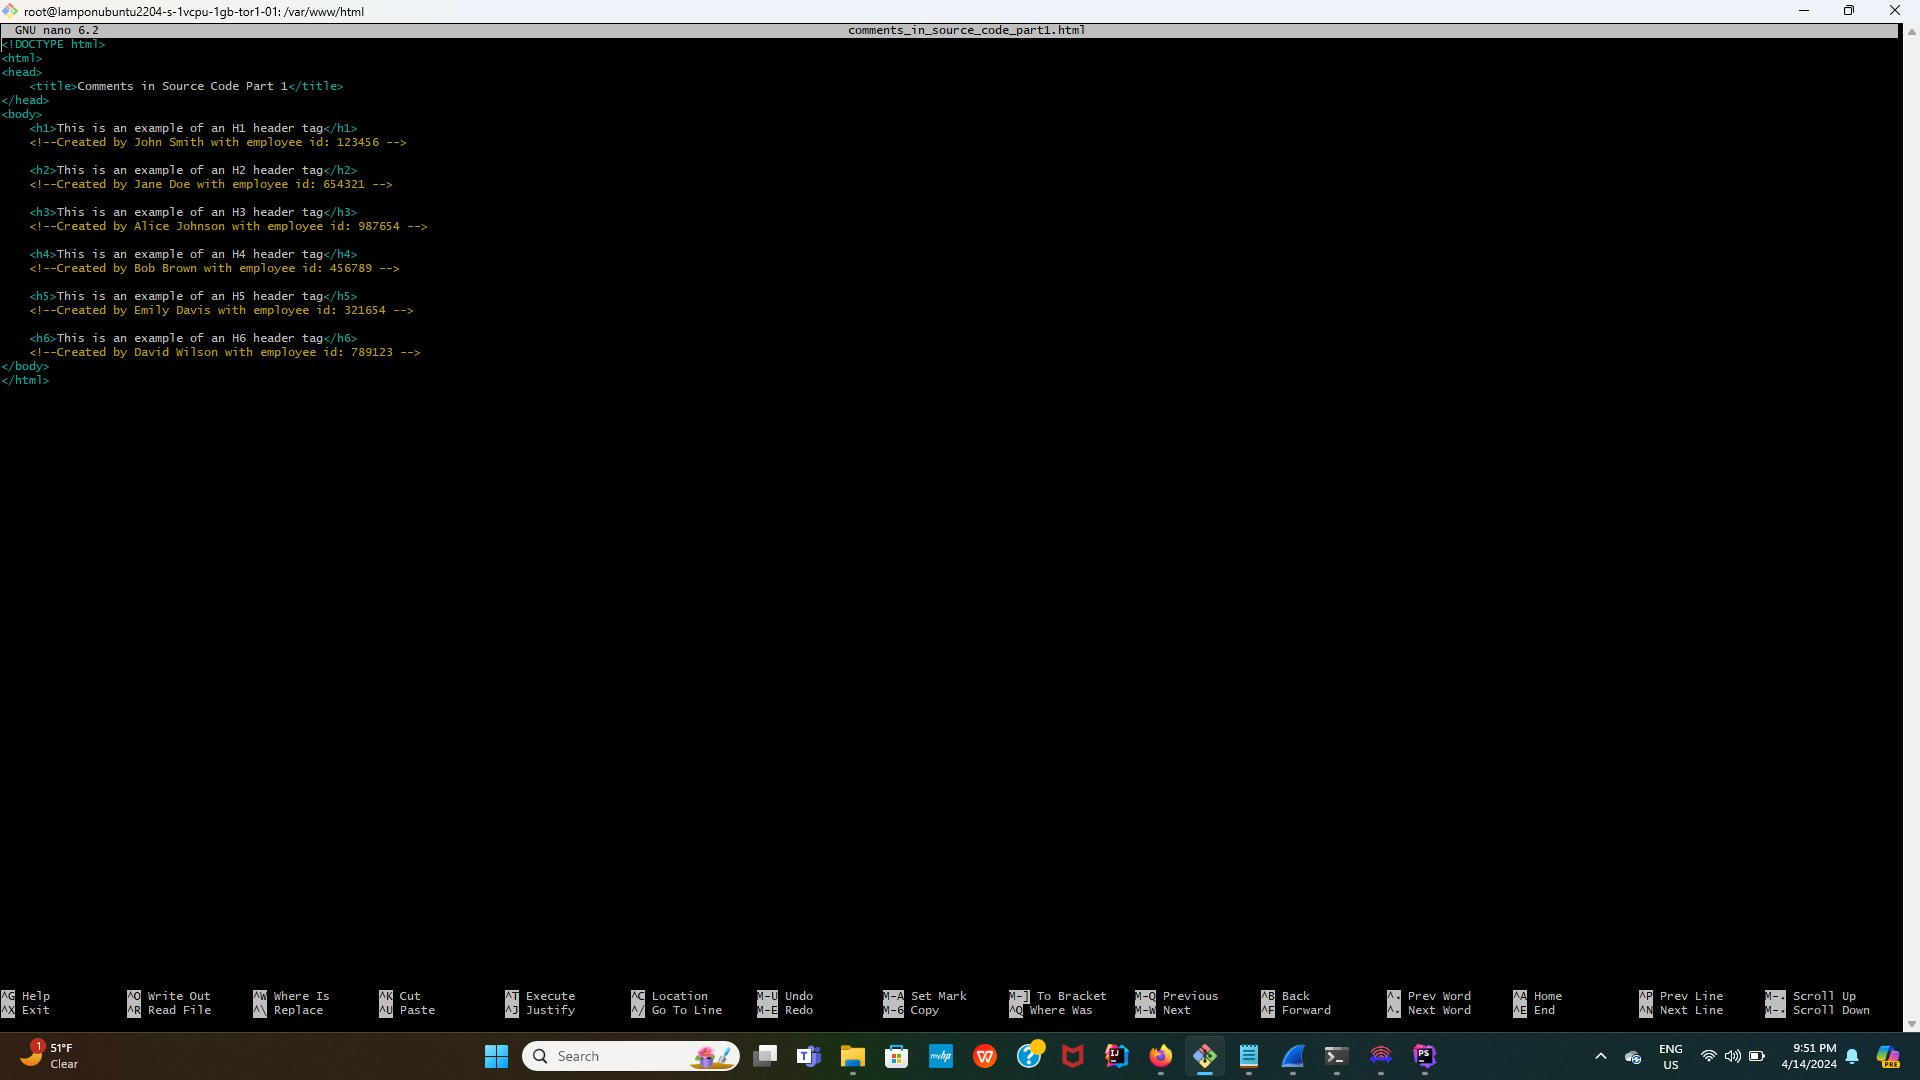 root@lamponubuntu2204-s-1vcpu-1gb-tor1-01: /var/www/html
GNU nano 6.2 comments_in_source_code_part1.html
<!DOCTYPE html>
<html>
<head>
    <title>Comments in Source Code Part 1</title>
</head>
<body>
    <h1>This is an example of an H1 header tag</h1>
    <!--Created by John Smith with employee id: 123456 -->
    <h2>This is an example of an H2 header tag</h2>
    <!--Created by Jane Doe with employee id: 654321 -->
    <h3>This is an example of an H3 header tag</h3>
    <!--Created by Alice Johnson with employee id: 987654 -->
    <h4>This is an example of an H4 header tag</h4>
    <!--Created by Bob Brown with employee id: 456789 -->
    <h5>This is an example of an H5 header tag</h5>
    <!--Created by Emily Davis with employee id: 321654 -->
    <h6>This is an example of an H6 header tag</h6>
    <!--Created by David Wilson with employee id: 789123 -->
</body>
</html>
^G Help ^O Write Out ^W Where Is ^K Cut ^T Execute ^C Location M-U Undo M-A Set Mark M-] To Bracket M-Q Previous ^B Back Prev Word ^A Home ^P Prev Line Scroll Up
^X Exit ^R Read File ^\ Replace ^U Paste ^J Justify ^/ Go To Line M-E Redo M-6 Copy ^Q Where Was M-W Next ^F Forward Next Word ^E End ^N Next Line Scroll Down
1 51°F
Clear
Search
myhp
W
?
IJ
PS
ENG
US
9:51 PM
4/14/2024
PRE